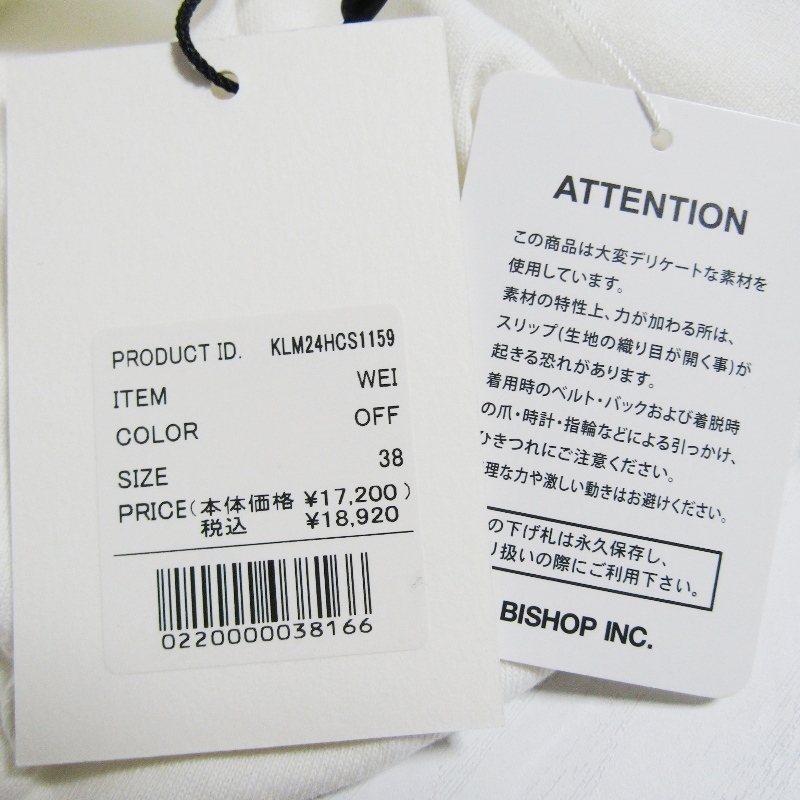 PRODUCT ID. KLM24HCS1159
ITEM WEI
COLOR OFF
SIZE 38
PRICE(本体価格 ¥17,200)
税込 ¥18,920
0220000038166
ATTENTION
この商品は大変デリケートな素材を
使用しています。
素材の特性上、力が加わる所は、
スリップ(生地の織り目が開く事)が
起きる恐れがあります。
着用時のベルト・バックおよび着脱時
の爪・時計・指輪などによる引っかけ、
ひきつれにご注意ください。
理な力や激しい動きはお避けください。
の下げ札は永久保存し、
り扱いの際にご利用下さい。
BISHOP INC.